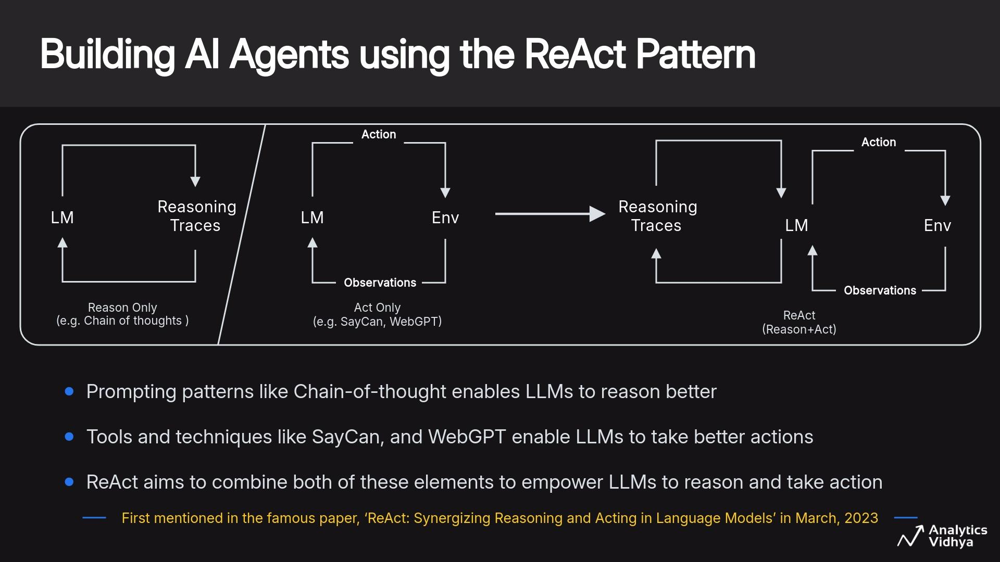 Building AI Agents using the ReAct Pattern
LM
Reasoning
Traces
Reason Only
(e.g. Chain of thoughts )
Action
LM
Env
Observations
Act Only
(e.g. SayCan, WebGPT)
Reasoning
Traces
LM
Action
Env
Observations
ReAct
(Reason+Act)
Prompting patterns like Chain-of-thought enables LLMs to reason better
Tools and techniques like SayCan, and WebGPT enable LLMs to take better actions
ReAct aims to combine both of these elements to empower LLMs to reason and take action
First mentioned in the famous paper, ‘ReAct: Synergizing Reasoning and Acting in Language Models’ in March, 2023
Analytics
Vidhya